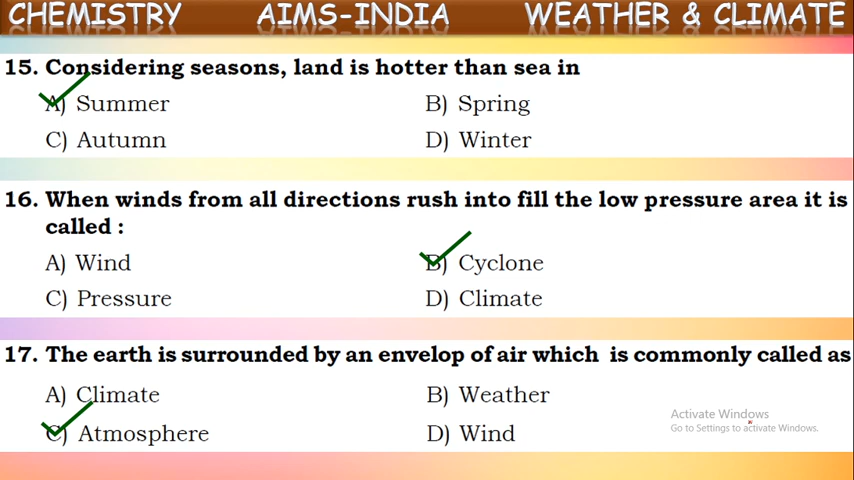 CHEMISTRY AIMS-INDIA WEATHER & CLIMATE
15. Considering seasons, land is hotter than sea in
A) Summer B) Spring
C) Autumn D) Winter
16. When winds from all directions rush into fill the low pressure area it is
called :
A) Wind B) Cyclone
C) Pressure D) Climate
17. The earth is surrounded by an envelop of air which is commonly called as
A) Climate B) Weather
C) Atmosphere D) Wind
Activate Windows
Go to Settings to activate Windows.